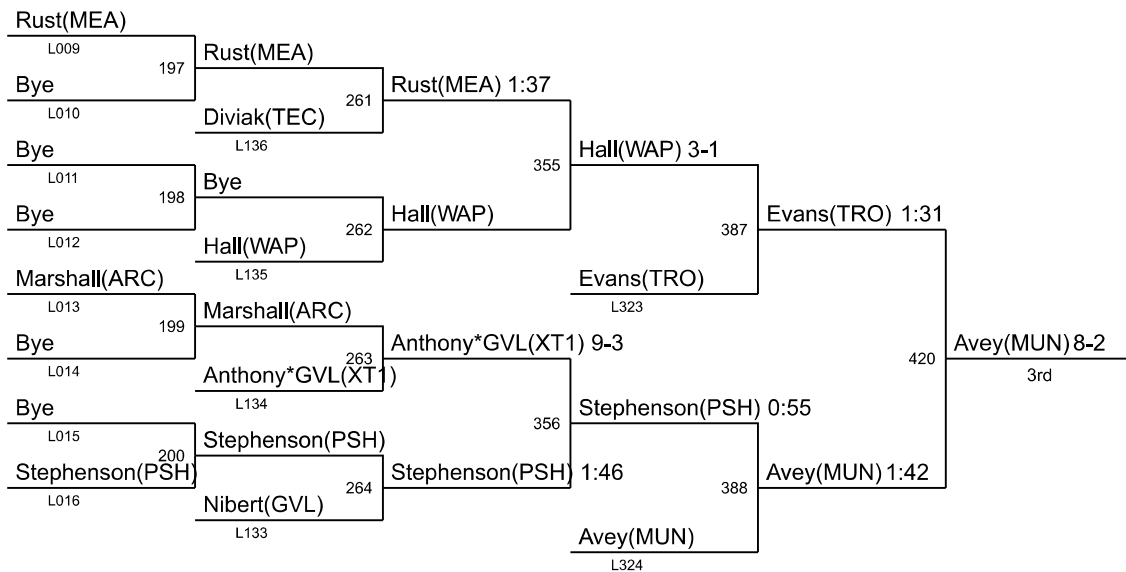 Rust(MEA)
L009
197
Rust(MEA)
Bye
L010
261
Rust(MEA) 1:37
Diviak(TEC)
L136
Bye
L011
198
Bye
355
Hall(WAP) 3-1
Bye
L012
262
Hall(WAP)
Hall(WAP)
L135
387
Evans(TRO) 1:31
Marshall(ARC)
L013
199
Marshall(ARC)
Evans(TRO)
L323
Bye
L014
263
Anthony*GVL(XT1) 9-3
Anthony*GVL(XT1)
L134
420
Avey(MUN) 8-2
3rd
Bye
L015
200
Stephenson(PSH)
356
Stephenson(PSH) 0:55
Stephenson(PSH)
L016
264
Stephenson(PSH) 1:46
Nibert(GVL)
L133
388
Avey(MUN) 1:42
Avey(MUN)
L324